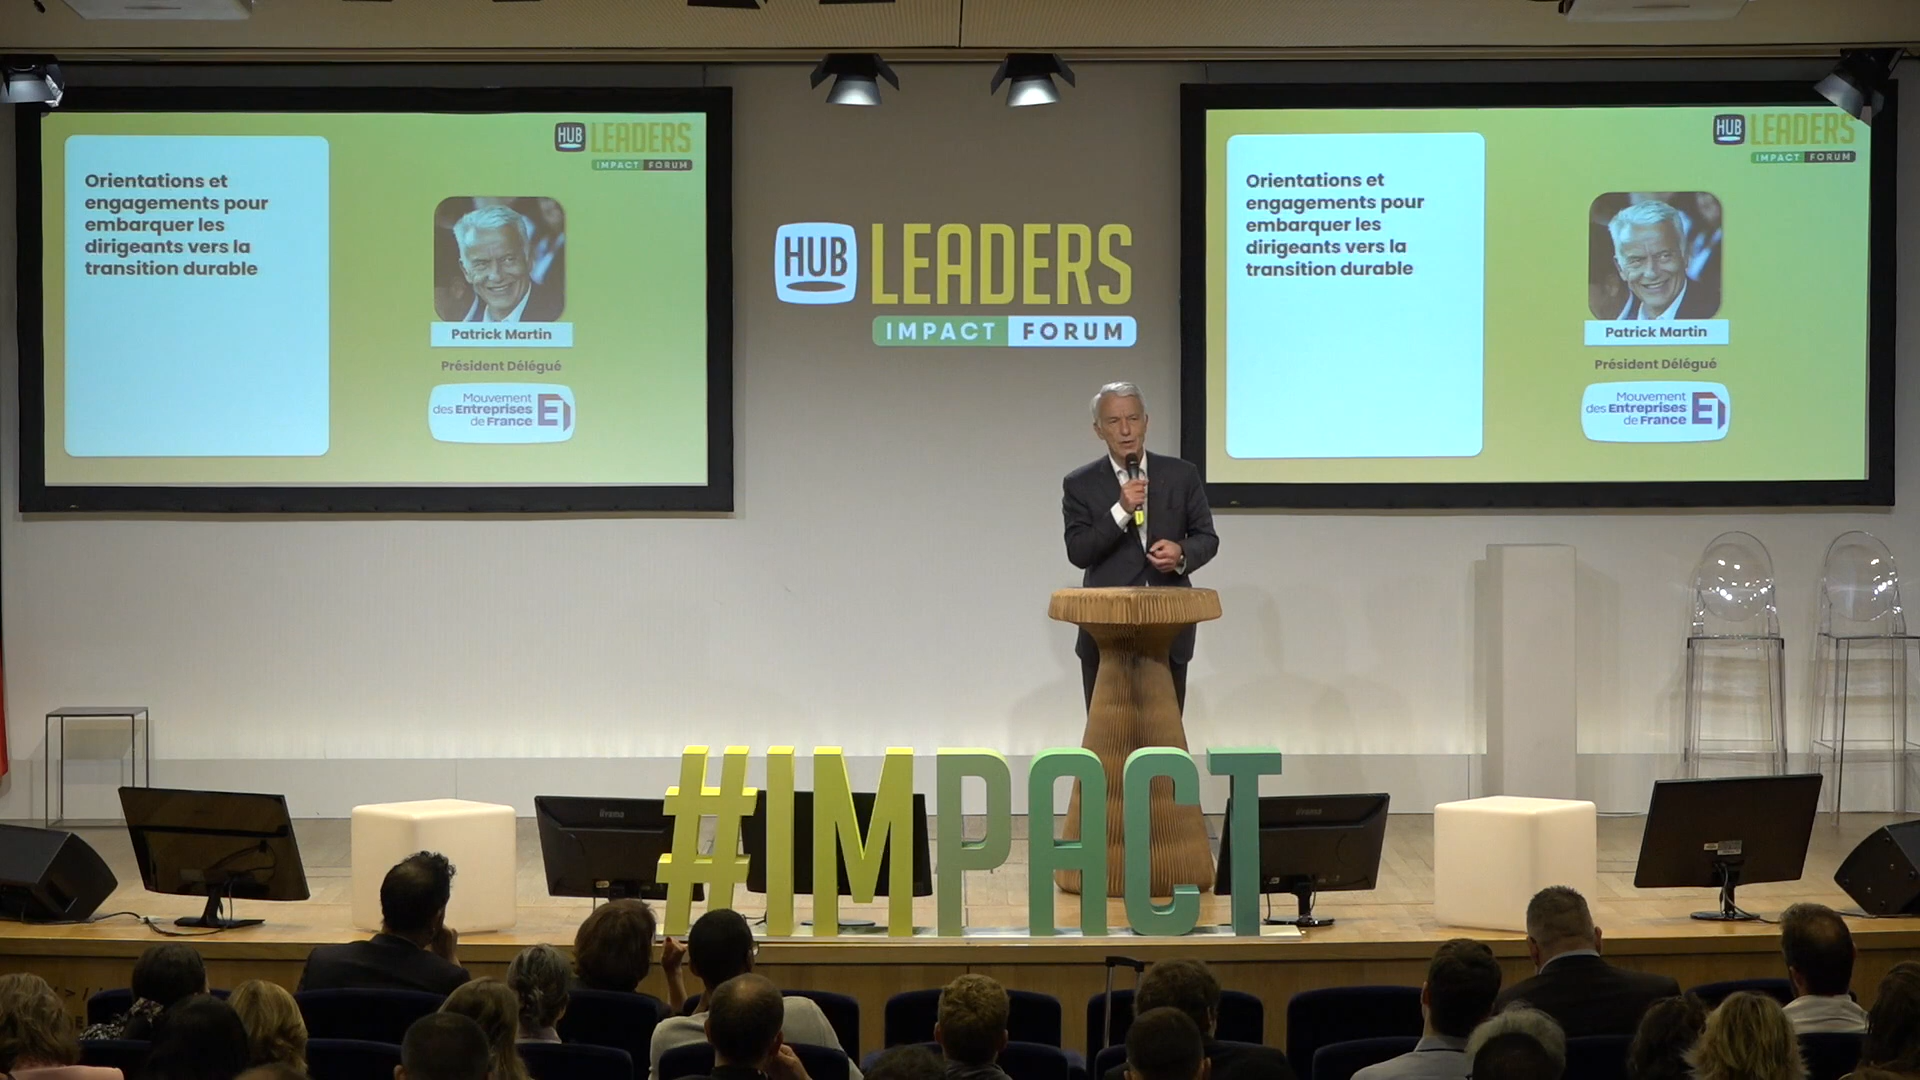 Orientations et
engagements pour
embarquer les
dirigeants vers la
transition durable
HUB LEADERS
IMPACT FORUM
Patrick Martin
Président Délégué
Mouvement
des Entreprises
de France
HUB LEADERS
IMPACT FORUM
Orientations et
engagements pour
embarquer les
dirigeants vers la
transition durable
HUB LEADERS
IMPACT FORUM
Patrick Martin
Président Délégué
Mouvement
des Entreprises
de France
#IMPACT
iiyama
iiyama